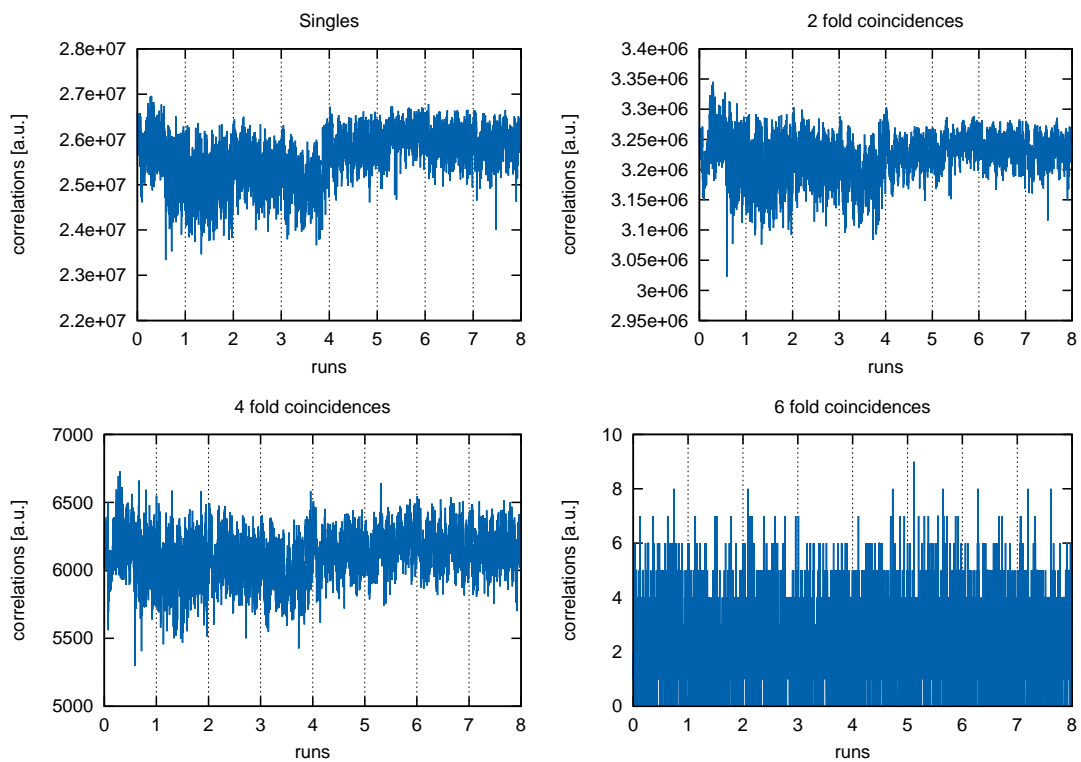 Singles
2.8e+07
2.7e+07
2.6e+07
2.5e+07
2.4e+07
2.3e+07
2.2e+07
correlations [a.u.]
0 1 2 3 4 5 6 7 8
runs
2 fold coincidences
3.4e+06
3.35e+06
3.3e+06
3.25e+06
3.2e+06
3.15e+06
3.1e+06
3.05e+06
3e+06
2.95e+06
correlations [a.u.]
0 1 2 3 4 5 6 7 8
runs
4 fold coincidences
7000
6500
6000
5500
5000
correlations [a.u.]
0 1 2 3 4 5 6 7 8
runs
6 fold coincidences
10
8
6
4
2
0
correlations [a.u.]
0 1 2 3 4 5 6 7 8
runs